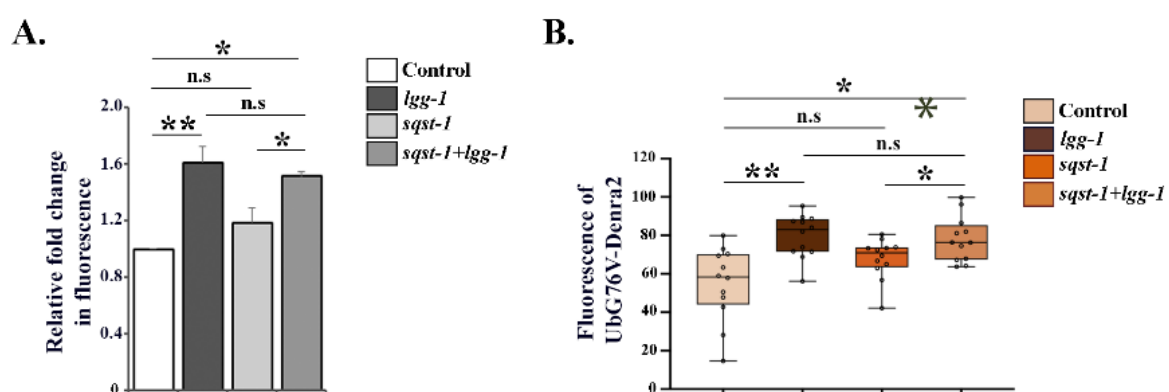 A.
*
n.s
n.s
**
*
Control
lgg-1
sqst-1
sqst-1+lgg-1
2.0
1.6
1.2
0.8
0.4
0
Relative fold change
in fluorescence
B.
*
*
n.s
n.s
**
*
Control
lgg-1
sqst-1
sqst-1+lgg-1
120
100
80
60
40
20
0
Fluorescence of
UbG76V-Denra2